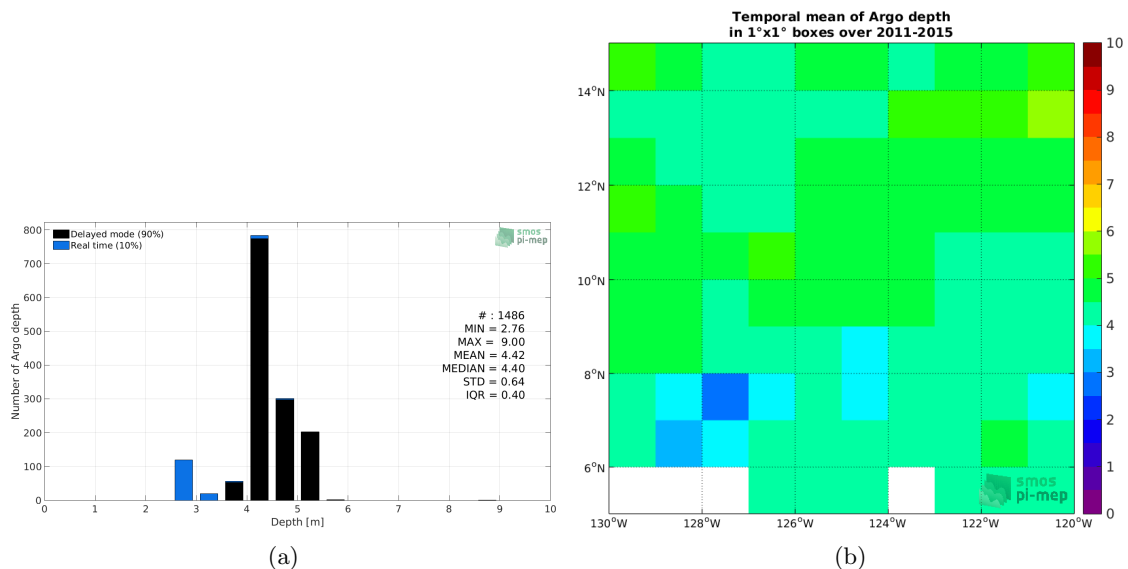 Delayed mode (90%)
Real time (10%)
smos
pi-mep
# : 1486
MIN = 2.76
MAX = 9.00
MEAN = 4.42
MEDIAN = 4.40
STD = 0.64
IQR = 0.40
Number of Argo depth
800
700
600
500
400
300
200
100
0
0 1 2 3 4 5 6 7 8 9 10
Depth [m]
(a)
Temporal mean of Argo depth
in 1°x1° boxes over 2011-2015
14°N
12°N
10°N
8°N
6°N
130°W 128°W 126°W 124°W 122°W 120°W
smos
pi-mep
10
9
8
7
6
5
4
3
2
1
0
(b)